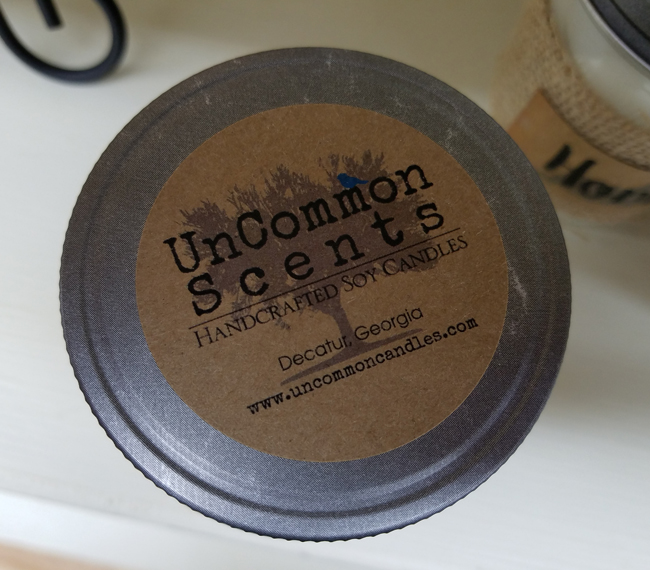 UnCommon
Scents
HANDCRAFTED SOY CANDLES
Decatur, Georgia
www.uncommoncandles.com